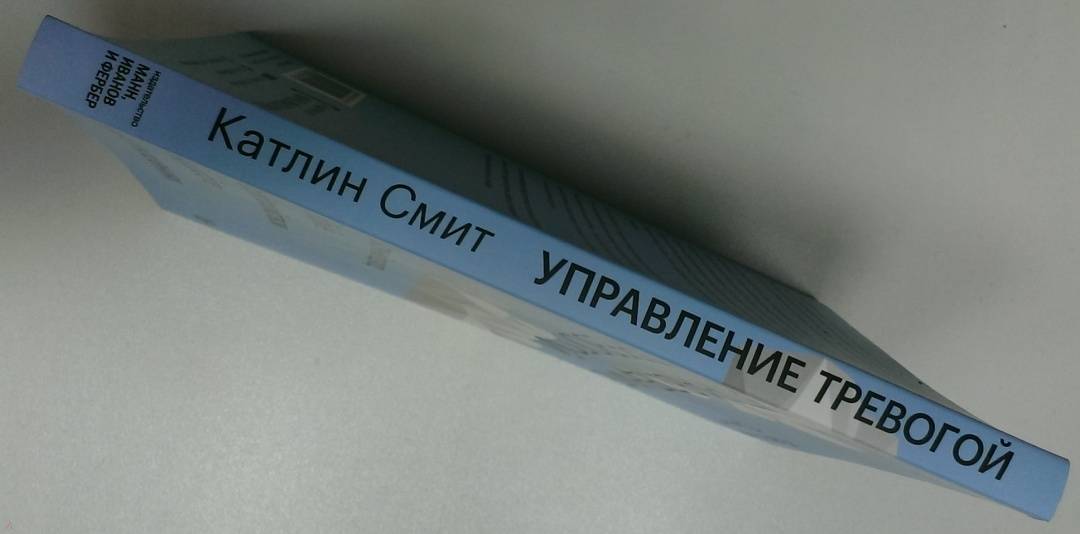 ИЗДАТЕЛЬСТВО
МАНН,
ИВАНОВ
И ФЕРБЕР
Катлин Смит
УПРАВЛЕНИЕ ТРЕВОГОЙ